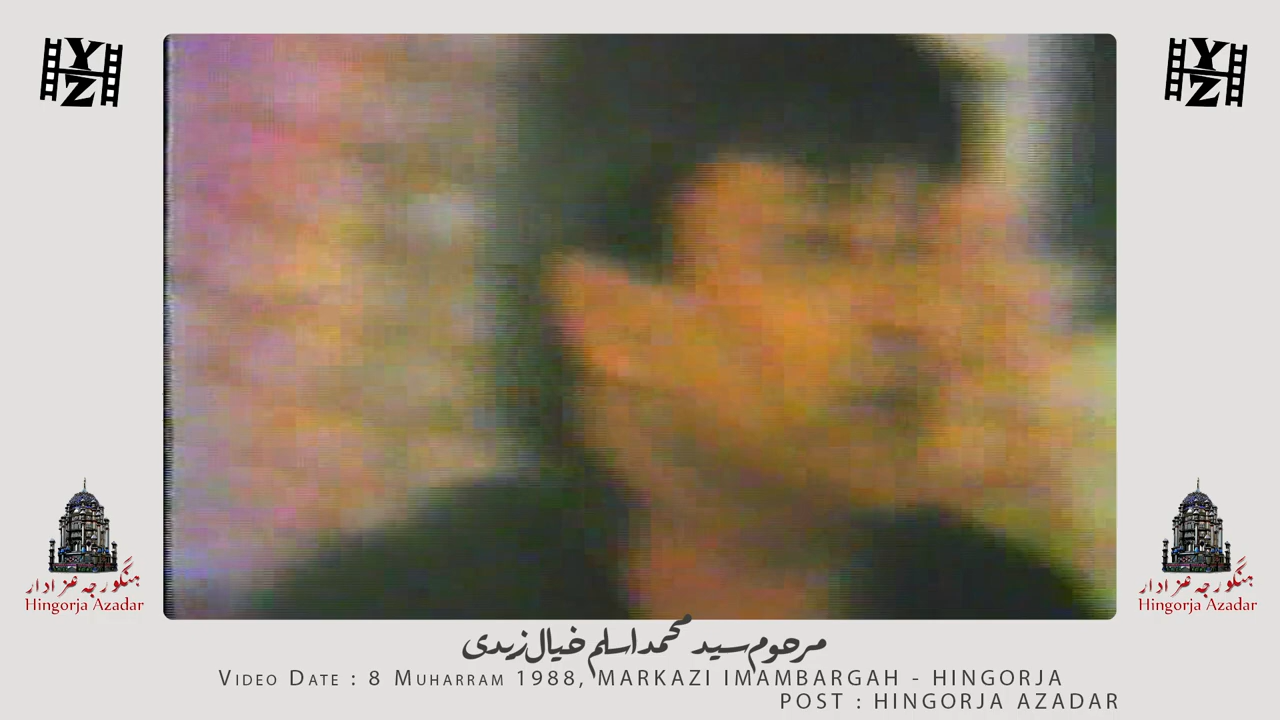 YZ
YZ
ہنگورجہ عزادار
Hingorja Azadar
ہنگورجہ عزادار
Hingorja Azadar
مرحوم سید محمد اسلم خیال زیدی
Video Date : 8 Muharram 1988, MARKAZI IMAMBARGAH - HINGORJA
POST : HINGORJA AZADAR